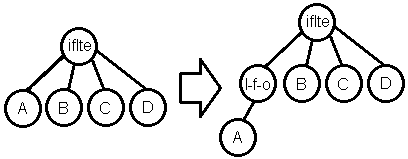 iflte
iflte
A B C D
l-f-o B C D
A